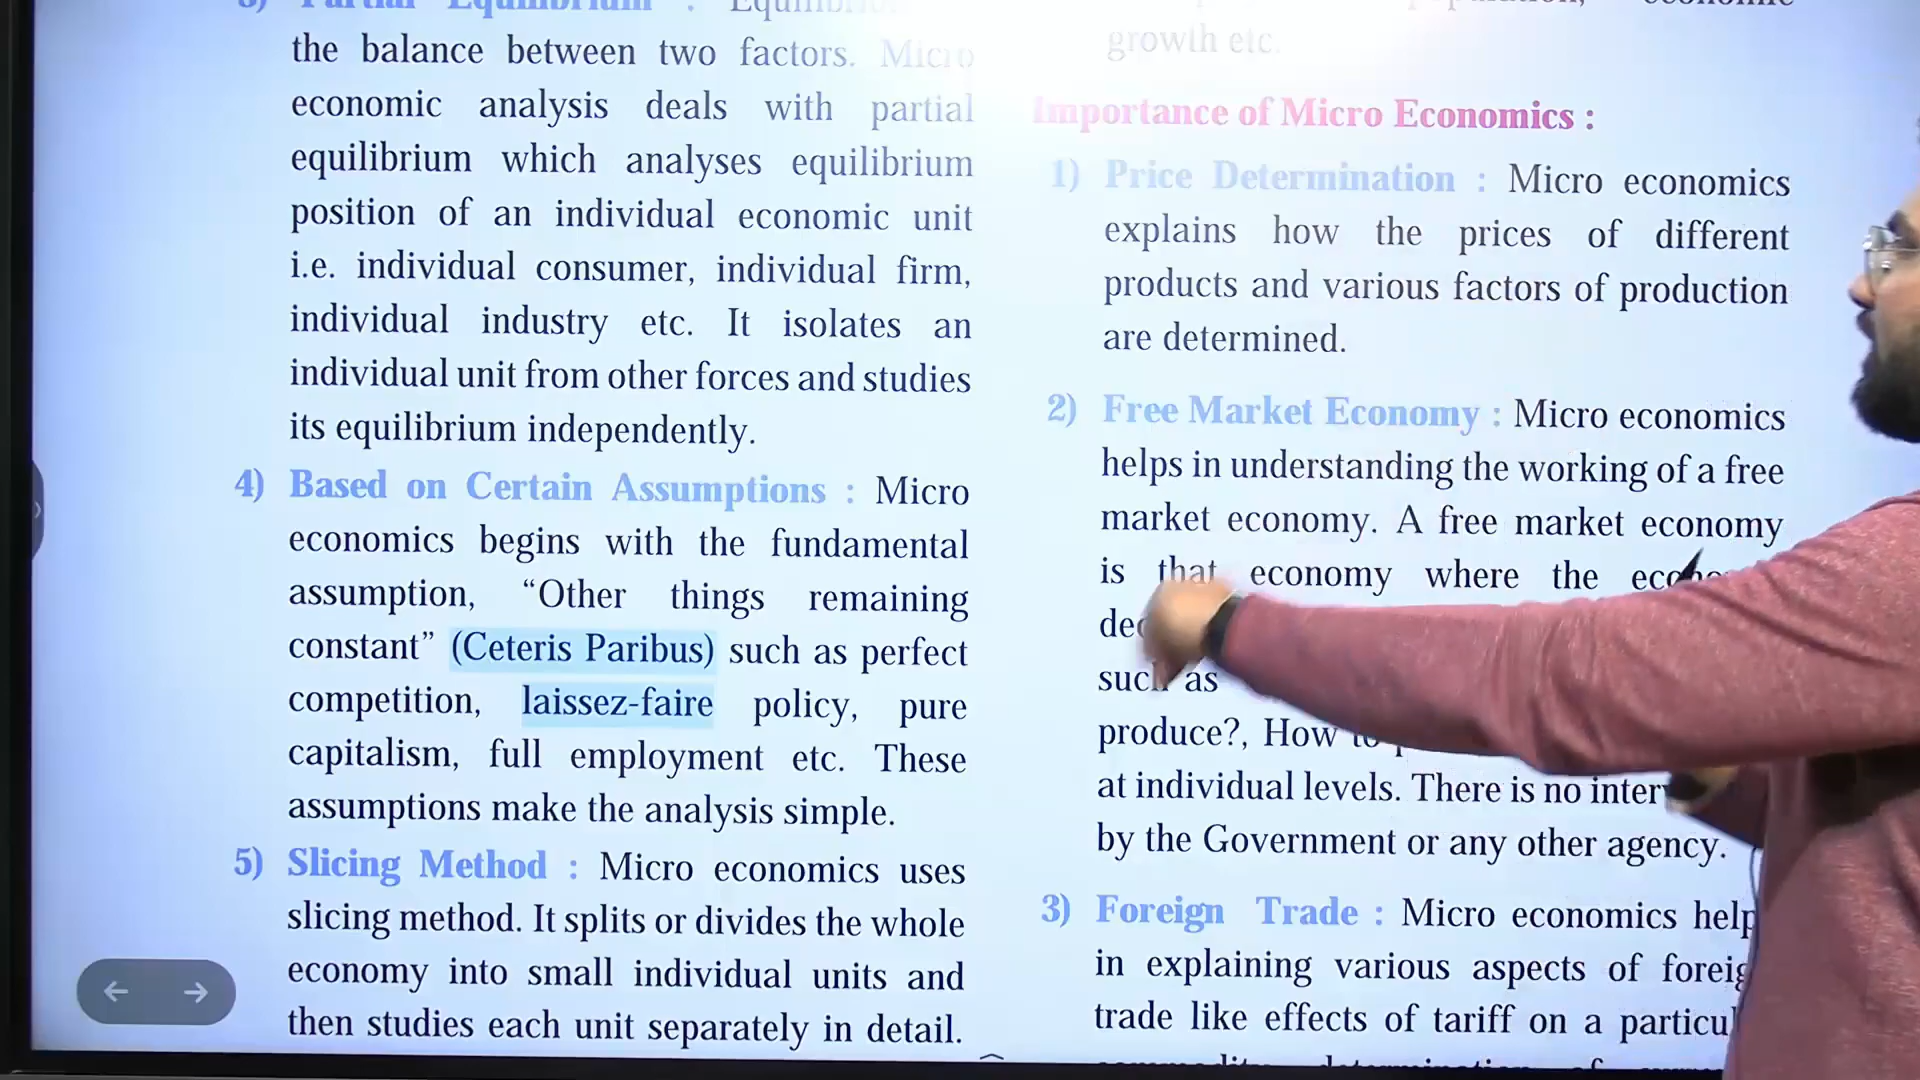 3) Partial Equilibrium : Equilibrium
the balance between two factors. Micro
economic analysis deals with partial
equilibrium which analyses equilibrium
position of an individual economic unit
i.e. individual consumer, individual firm,
individual industry etc. It isolates an
individual unit from other forces and studies
its equilibrium independently.
4) Based on Certain Assumptions : Micro
economics begins with the fundamental
assumption, “Other things remaining
constant” (Ceteris Paribus) such as perfect
competition, laissez-faire policy, pure
capitalism, full employment etc. These
assumptions make the analysis simple.
5) Slicing Method : Micro economics uses
slicing method. It splits or divides the whole
economy into small individual units and
then studies each unit separately in detail.
growth etc.
Importance of Micro Economics :
1) Price Determination : Micro economics
explains how the prices of different
products and various factors of production
are determined.
2) Free Market Economy : Micro economics
helps in understanding the working of a free
market economy. A free market economy
is that economy where the
such as
produce?, How to
at individual levels. There is no
by the Government or any other agency.
3) Foreign Trade : Micro economics help
in explaining various aspects of
trade like effects of tariff on a